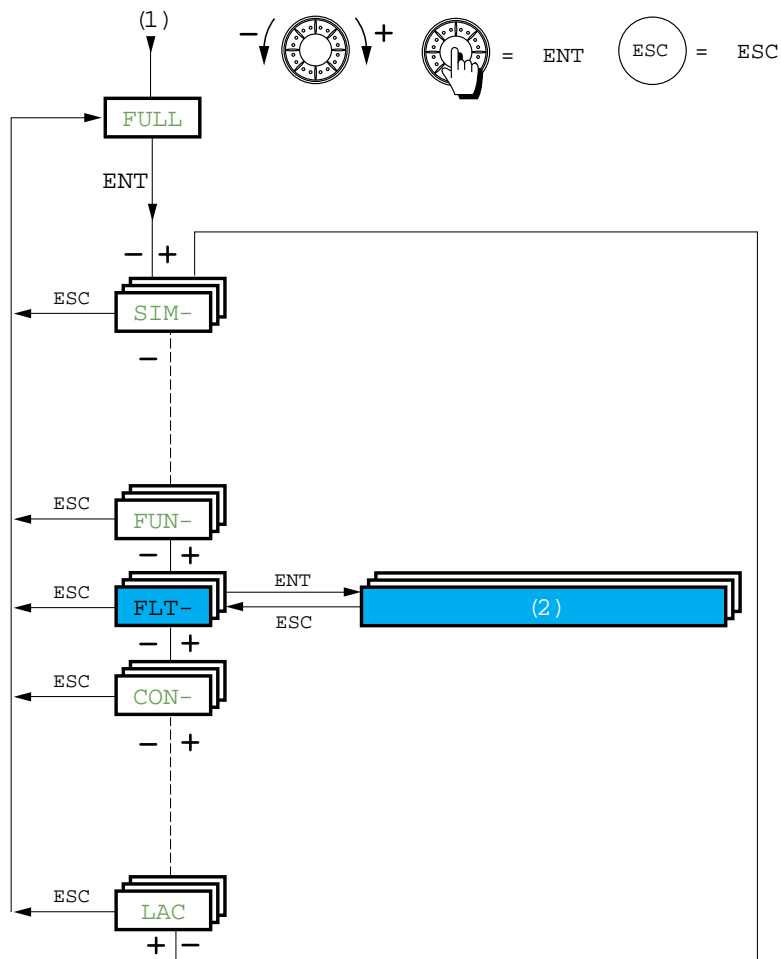 (1)
- + = ENT ESC = ESC
FULL
ENT
- +
ESC SIM-
-
ESC FUN-
- +
ESC FLT- ENT (2)
ESC
- +
ESC CON-
- +
ESC LAC
+ -